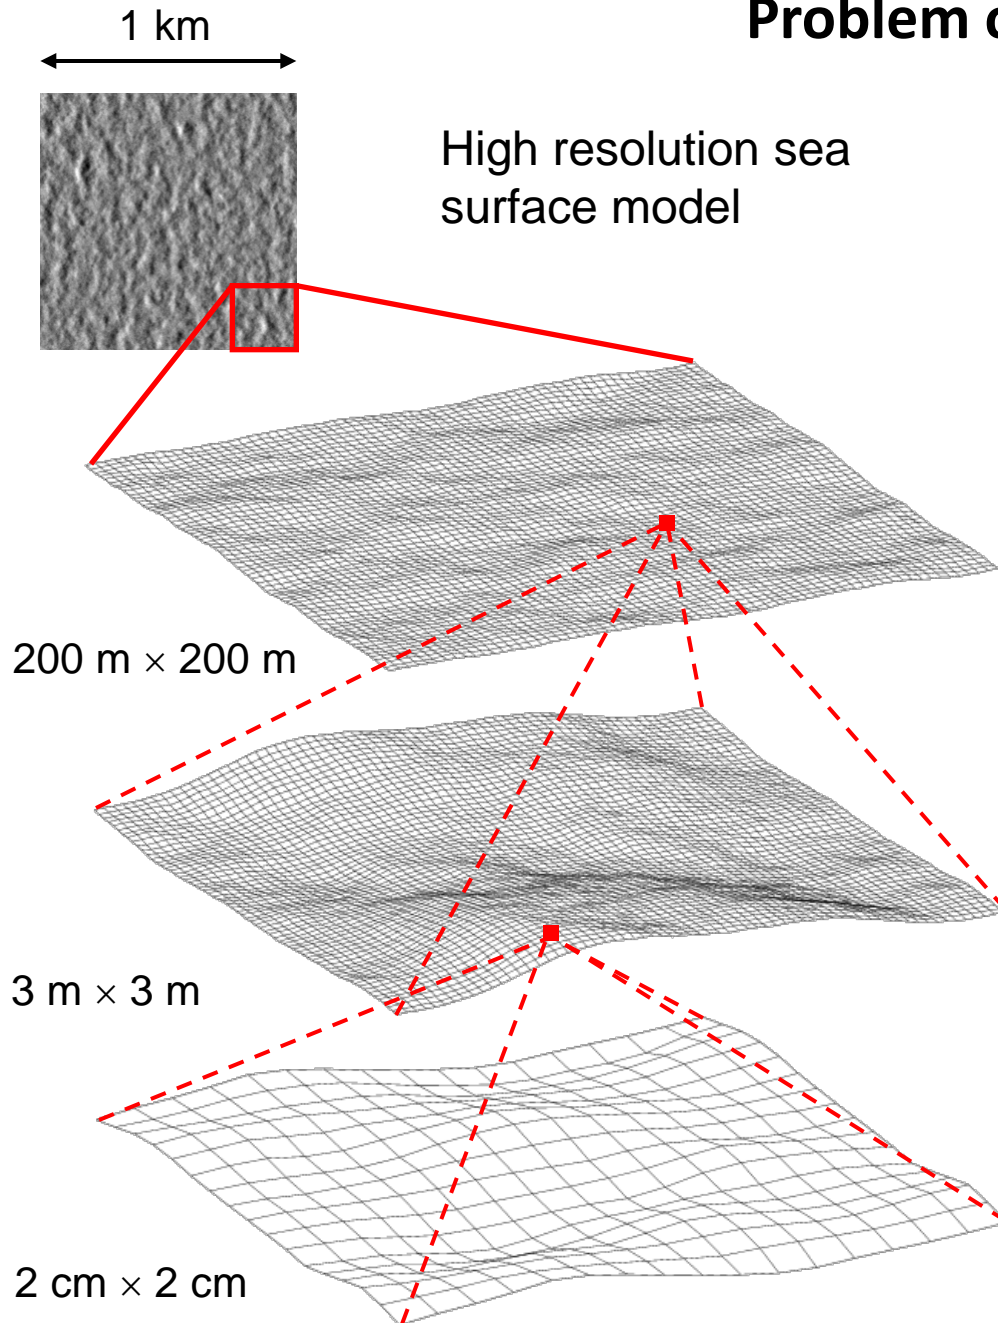 Problem
1 km
High resolution sea
surface model
200 m × 200 m
3 m × 3 m
2 cm × 2 cm